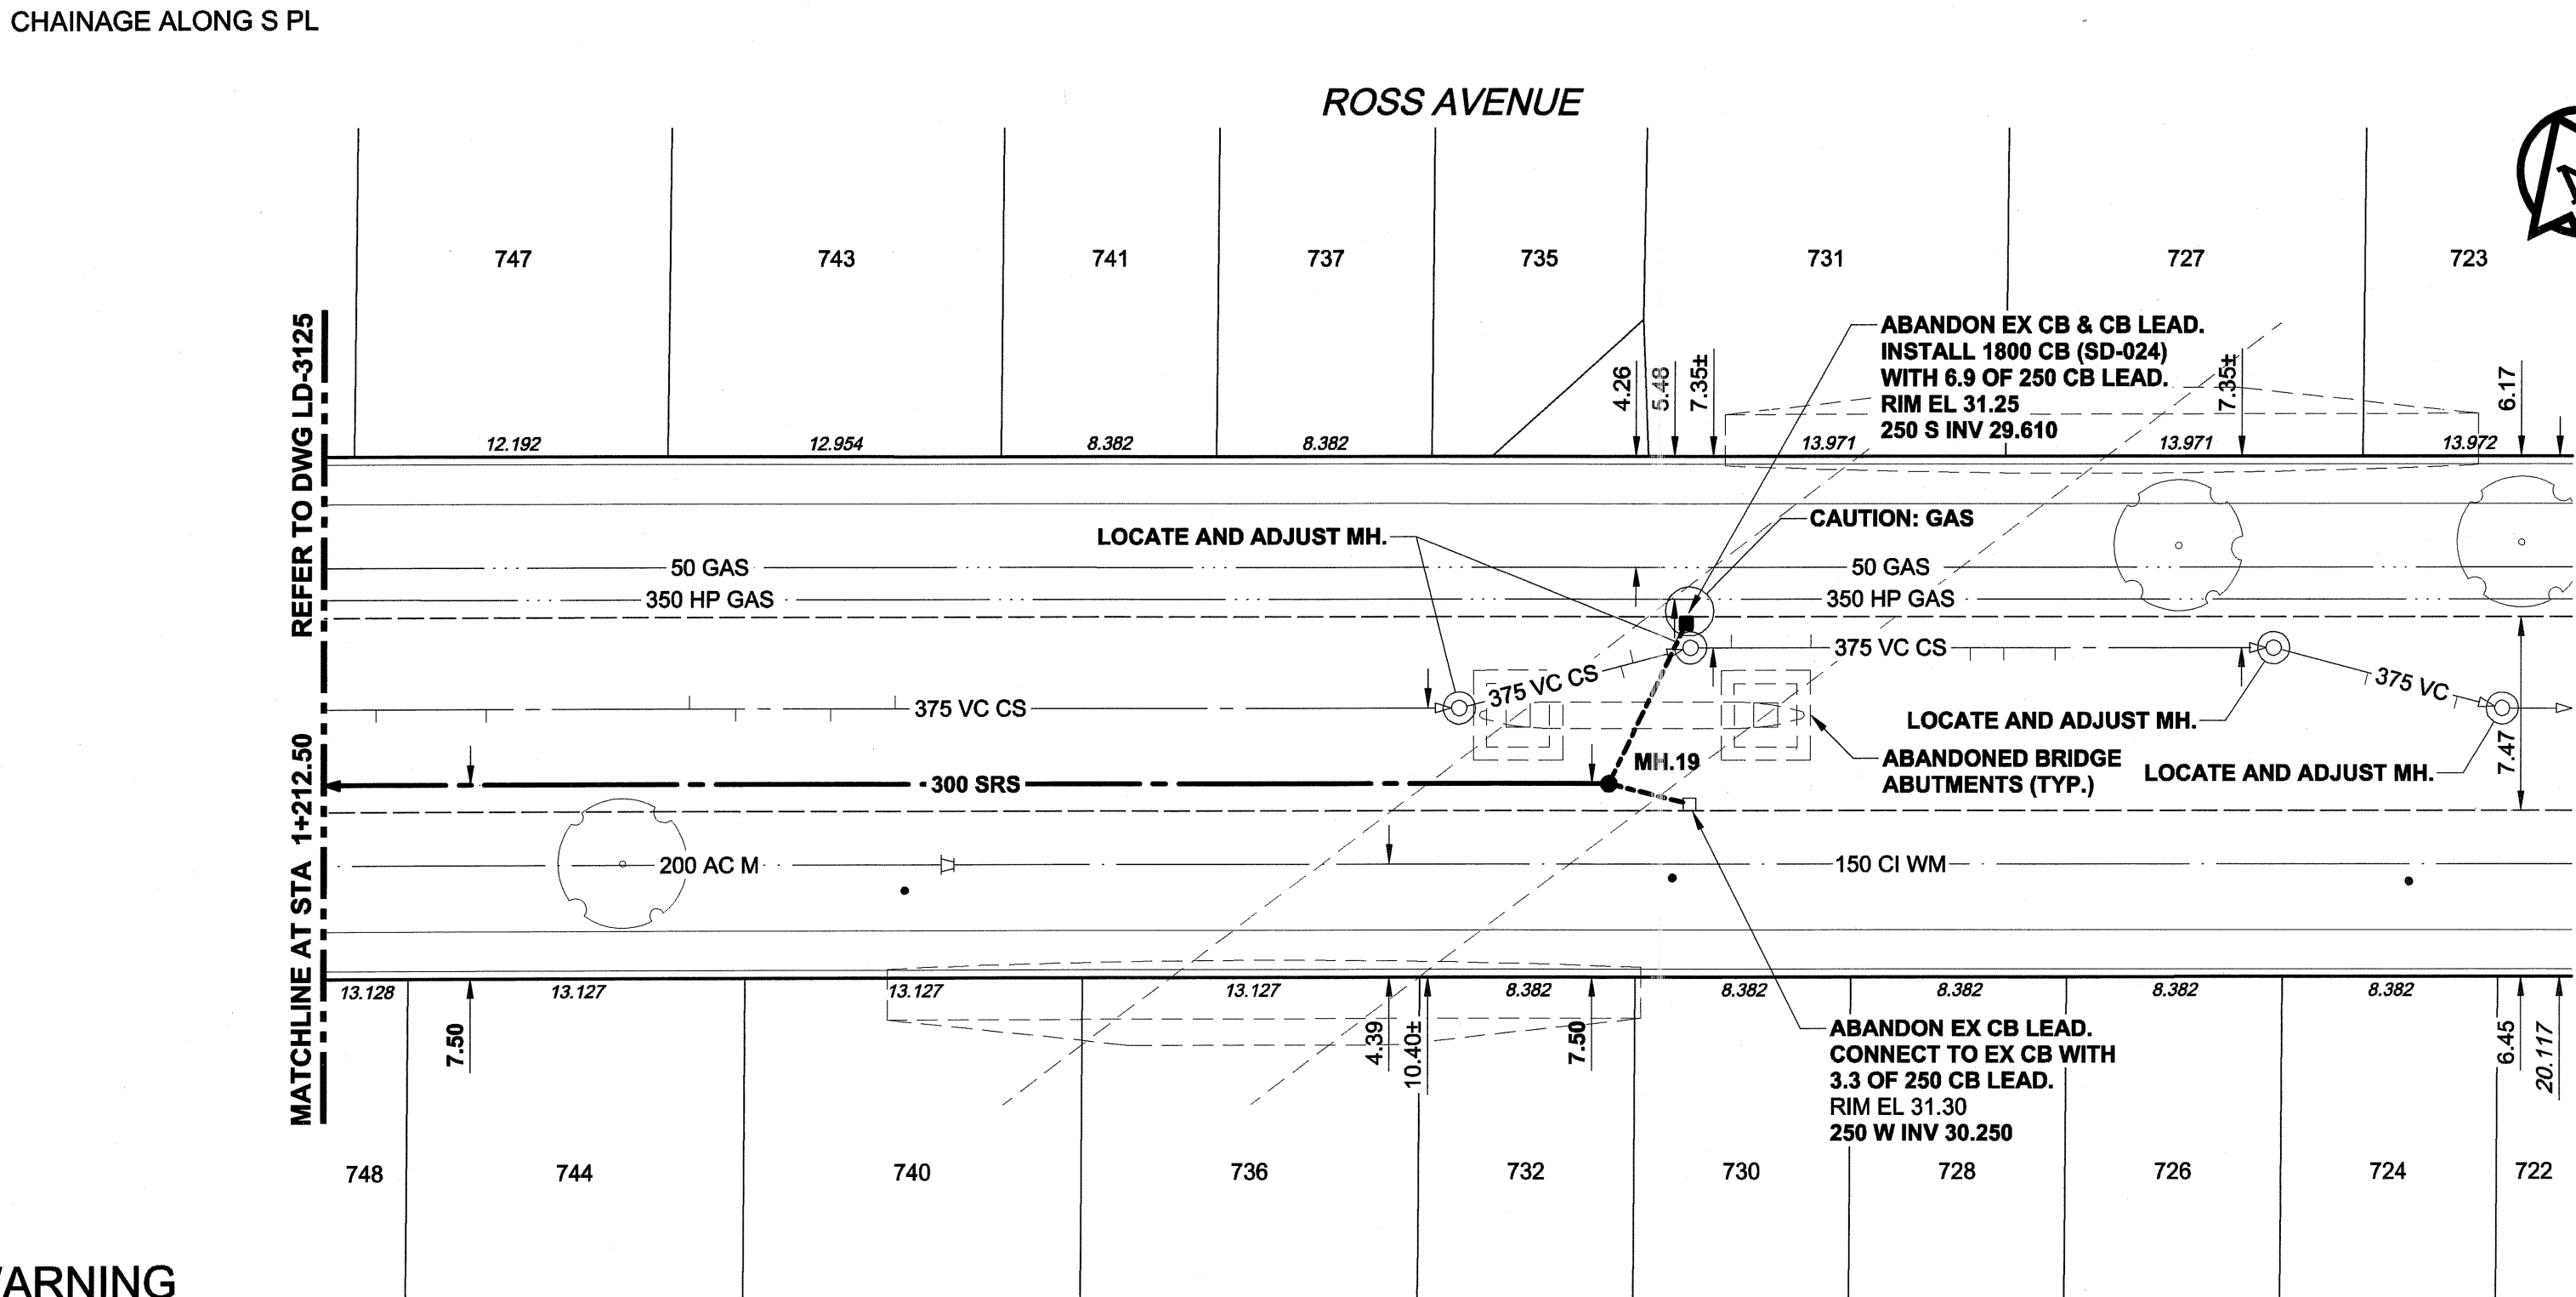 CHAINAGE ALONG S PL
ROSS AVENUE
747
743
741
737
735
731
727
723
REFER TO DWG LD-3125
MATCHLINE AT STA 1+212.50
ABANDON EX CB & CB LEAD.
INSTALL 1800 CB (SD-024)
WITH 6.9 OF 250 CB LEAD.
RIM EL 31.25
250 S INV 29.610
4.26
5.48
7.35±
7.35±
6.17
12.192
12.954
8.382
8.382
13.971
13.971
13.972
CAUTION: GAS
LOCATE AND ADJUST MH.
50 GAS
50 GAS
350 HP GAS
350 HP GAS
375 VC CS
375 VC CS
375 VC CS
375 VC
LOCATE AND ADJUST MH.
ABANDONED BRIDGE
ABUTMENTS (TYP.)
LOCATE AND ADJUST MH.
7.47
MH.19
300 SRS
200 AC M
150 CI WM
13.128
13.127
13.127
13.127
8.382
8.382
8.382
8.382
8.382
7.50
4.39
10.40±
7.50
6.45
20.117
ABANDON EX CB LEAD.
CONNECT TO EX CB WITH
3.3 OF 250 CB LEAD.
RIM EL 31.30
250 W INV 30.250
748
744
740
736
732
730
728
726
724
722
ARNING